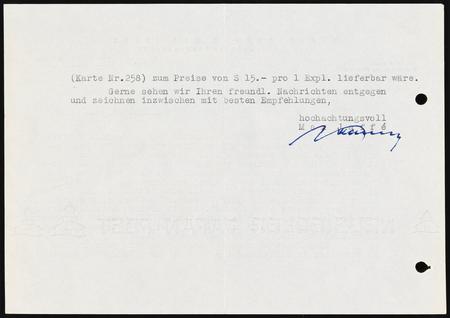 (Karte Nr.258) zum Preise von S 15.- pro 1 Expl. lieferbar wäre.
Gerne sehen wir Ihren freundl. Nachrichten entgegen
und zeichnen inzwischen mit besten Empfehlungen,
hochachtungsvoll